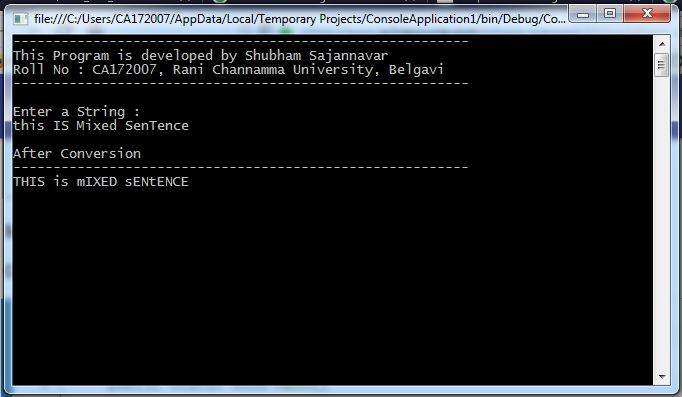 file:///C:/Users/CA172007/AppData/Local/Temporary Projects/ConsoleApplication1/bin/Debug/Co...
---------------------------------------------------------
This Program is developed by Shubham Sajannavar
Roll No : CA172007, Rani Channamma University, Belgavi
---------------------------------------------------------
Enter a String :
this IS Mixed SenTence
After Conversion
---------------------------------------------------------
THIS is mIXED sENtENCE